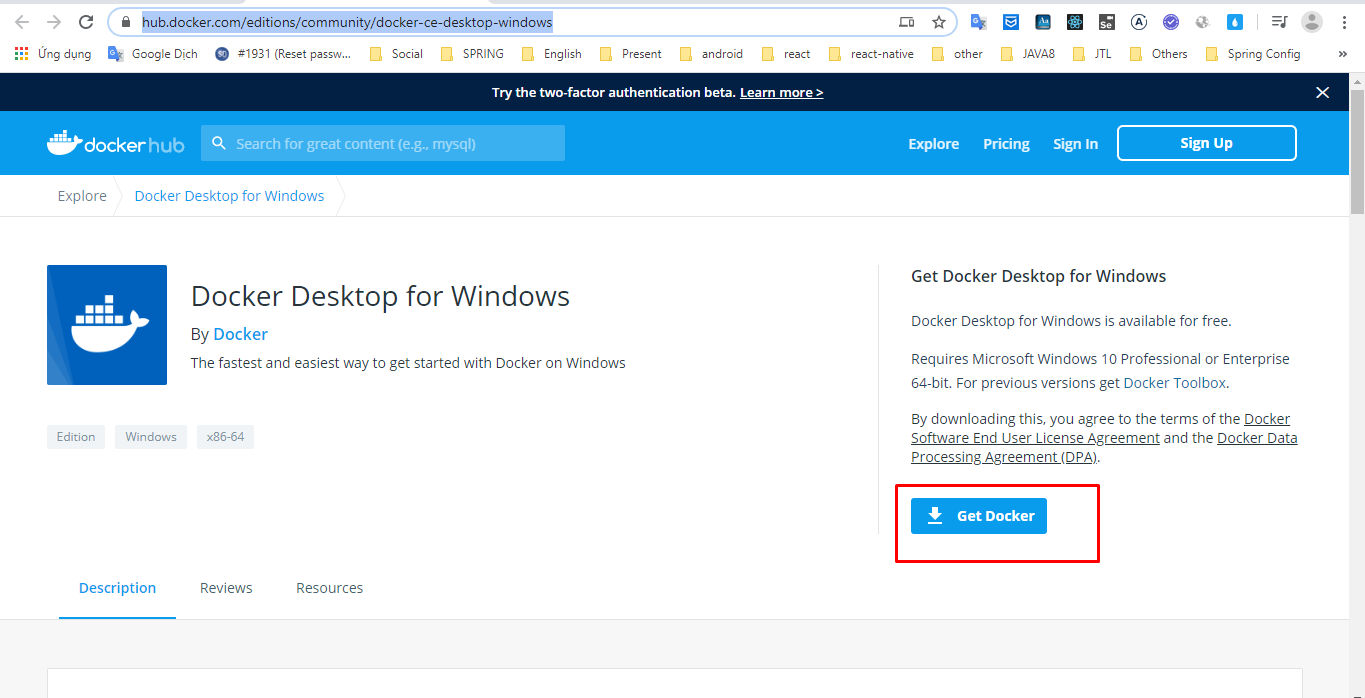 hub.docker.com/editions/community/docker-ce-desktop-windows
Ứng dụng Google Dịch #1931 (Reset passw... Social SPRING English Present android react react-native other JAVA8 JTL Others Spring Config »
Try the two-factor authentication beta. Learn more >
dockerhub Search for great content (e.g., mysql) Explore Pricing Sign In Sign Up
Explore Docker Desktop for Windows
Docker Desktop for Windows
By Docker
The fastest and easiest way to get started with Docker on Windows
Edition Windows x86-64
Get Docker Desktop for Windows
Docker Desktop for Windows is available for free.
Requires Microsoft Windows 10 Professional or Enterprise
64-bit. For previous versions get Docker Toolbox.
By downloading this, you agree to the terms of the Docker
Software End User License Agreement and the Docker Data
Processing Agreement (DPA).
Get Docker
Description Reviews Resources